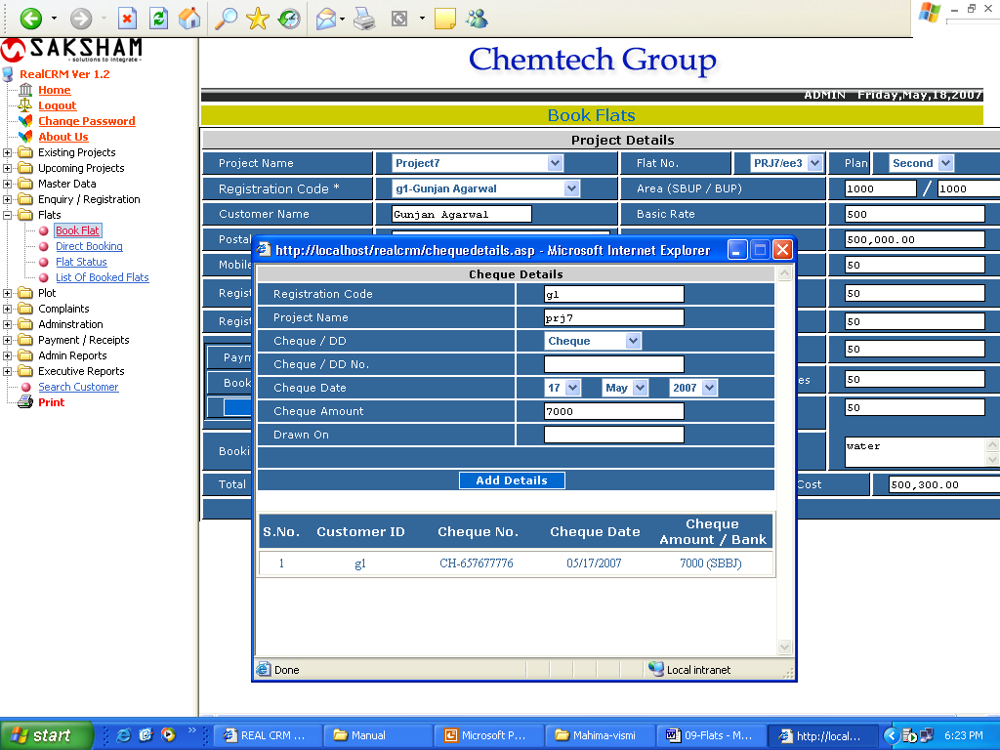 SAKSHAM
- solutions to integrate -
RealCRM Ver 1.2
Home
Logout
Change Password
About Us
Existing Projects
Upcoming Projects
Master Data
Enquiry / Registration
Flats
Book Flat
Direct Booking
Flat Status
List Of Booked Flats
Plot
Complaints
Adminstration
Payment / Receipts
Admin Reports
Executive Reports
Search Customer
Print
Chemtech Group
ADMIN Friday,May,18,2007
Book Flats
Project Details
Project Name Project7 Flat No. PRJ7/ee3 Plan Second
Registration Code * g1-Gunjan Agarwal Area (SBUP / BUP) 1000 / 1000
Customer Name Gunjan Agarwal Basic Rate 500
Postal 500,000.00
Mobile 50
Regist 50
Regist 50
Paym 50
Book es 50
50
Booki water
Total Cost 500,300.00
http://localhost/realcrm/chequedetails.asp - Microsoft Internet Explorer
Cheque Details
Registration Code g1
Project Name prj7
Cheque / DD Cheque
Cheque / DD No.
Cheque Date 17 May 2007
Cheque Amount 7000
Drawn On
Add Details
S.No. Customer ID Cheque No. Cheque Date Cheque Amount / Bank
1 g1 CH-657677776 05/17/2007 7000 (SBBJ)
Done Local intranet
start REAL CRM ... Manual Microsoft P... Mahima-vismi 09-Flats - M... http://local... 6:23 PM